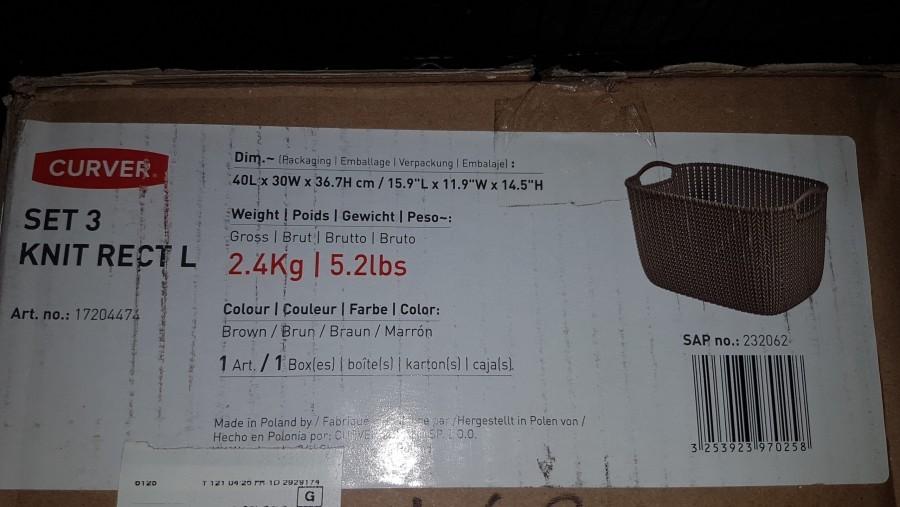 CURVER
SET 3
KNIT RECT L
Art. no.: 17204474
Dim.~ (Packaging | Emballage | Verpackung | Embalaje) :
40L x 30W x 36.7H cm / 15.9"L x 11.9"W x 14.5"H
Weight | Poids | Gewicht | Peso~:
Gross | Brut | Brutto | Bruto
2.4Kg | 5.2lbs
Colour | Couleur | Farbe | Color:
Brown / Brun / Braun / Marrón
1 Art. / 1 Box(es) | boîte(s) | karton(s) | caja(s)
Made in Poland by / Fabriqué par / Hergestellt in Polen von /
Hecho en Polonia por:
SAP no.: 232062
3 253923 970258
G